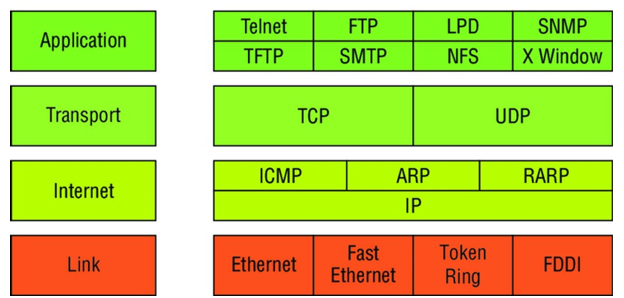 Application
Telnet FTP LPD SNMP
TFTP SMTP NFS X Window
Transport
TCP UDP
Internet
ICMP ARP RARP
IP
Link
Ethernet Fast Ethernet Token Ring FDDI